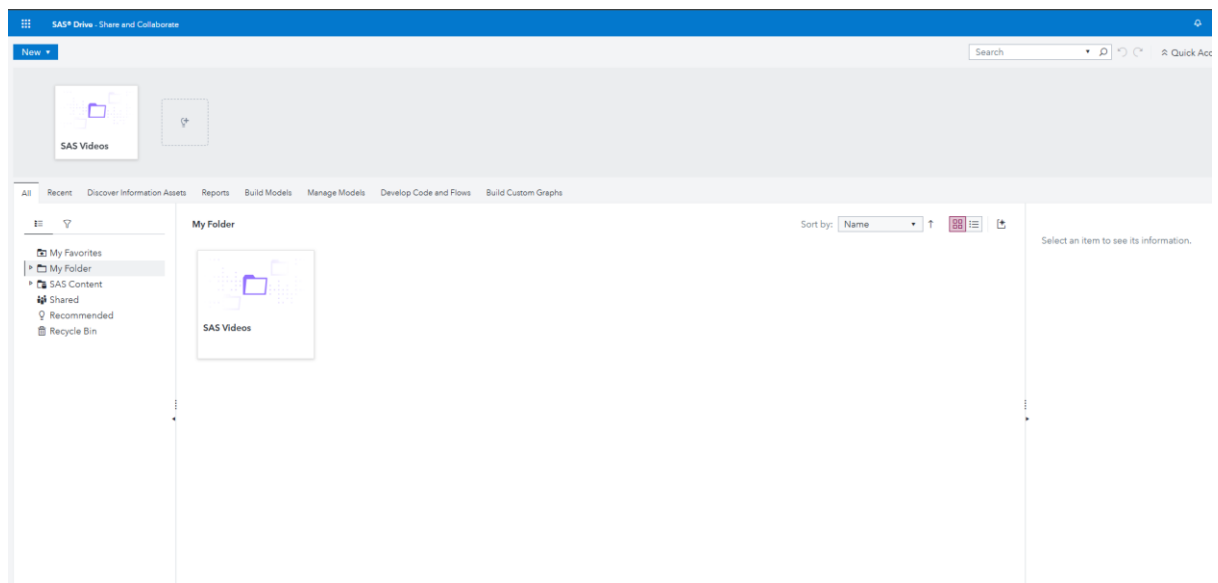 SAS® Drive - Share and Collaborate
New
Search
Quick Acc
SAS Videos
All Recent Discover Information Assets Reports Build Models Manage Models Develop Code and Flows Build Custom Graphs
My Folder
Sort by: Name
Select an item to see its information.
My Favorites
My Folder
SAS Content
Shared
Recommended
Recycle Bin
SAS Videos